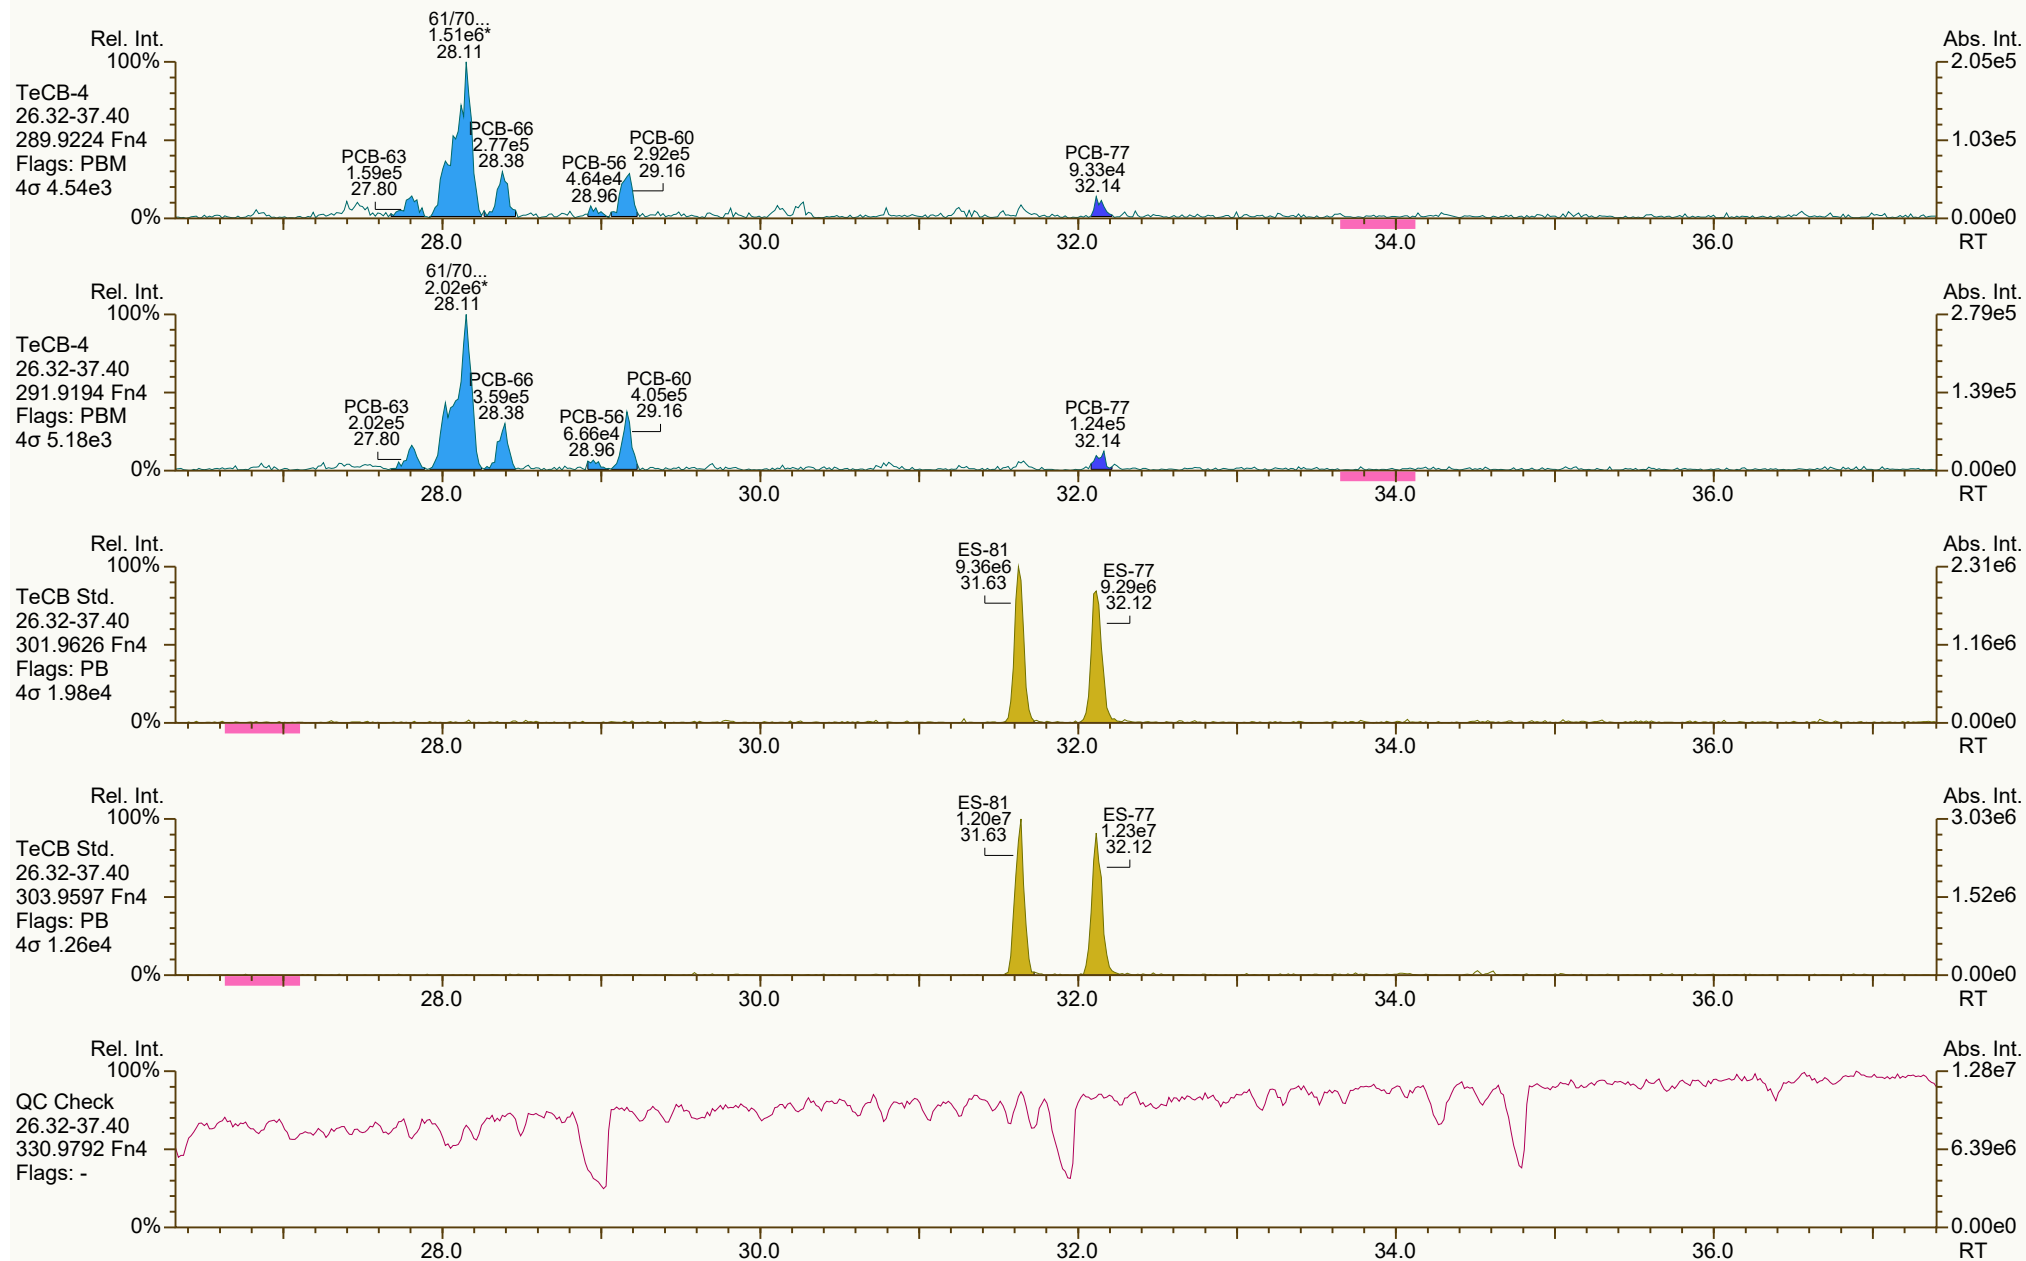 61/70...
1.51e6*
28.11
Rel. Int.
Abs. Int.
100%
2.05e5
TeCB-4
26.32-37.40
289.9224 Fn4
Flags: PBM
4σ 4.54e3
PCB-63
1.59e5
27.80
PCB-66
2.77e5
28.38
PCB-56
4.64e4
28.96
PCB-60
2.92e5
29.16
PCB-77
9.33e4
32.14
1.03e5
0%
0.00e0
28.0
30.0
32.0
34.0
36.0
RT
61/70...
2.02e6*
28.11
Rel. Int.
Abs. Int.
100%
2.79e5
TeCB-4
26.32-37.40
291.9194 Fn4
Flags: PBM
4σ 5.18e3
PCB-63
2.02e5
27.80
PCB-66
3.59e5
28.38
PCB-56
6.66e4
28.96
PCB-60
4.05e5
29.16
PCB-77
1.24e5
32.14
1.39e5
0%
0.00e0
28.0
30.0
32.0
34.0
36.0
RT
Rel. Int.
Abs. Int.
100%
2.31e6
TeCB Std.
26.32-37.40
301.9626 Fn4
Flags: PB
4σ 1.98e4
ES-81
9.36e6
31.63
ES-77
9.29e6
32.12
1.16e6
0%
0.00e0
28.0
30.0
32.0
34.0
36.0
RT
Rel. Int.
Abs. Int.
100%
3.03e6
TeCB Std.
26.32-37.40
303.9597 Fn4
Flags: PB
4σ 1.26e4
ES-81
1.20e7
31.63
ES-77
1.23e7
32.12
1.52e6
0%
0.00e0
28.0
30.0
32.0
34.0
36.0
RT
Rel. Int.
Abs. Int.
100%
1.28e7
QC Check
26.32-37.40
330.9792 Fn4
Flags: -
6.39e6
0%
0.00e0
28.0
30.0
32.0
34.0
36.0
RT